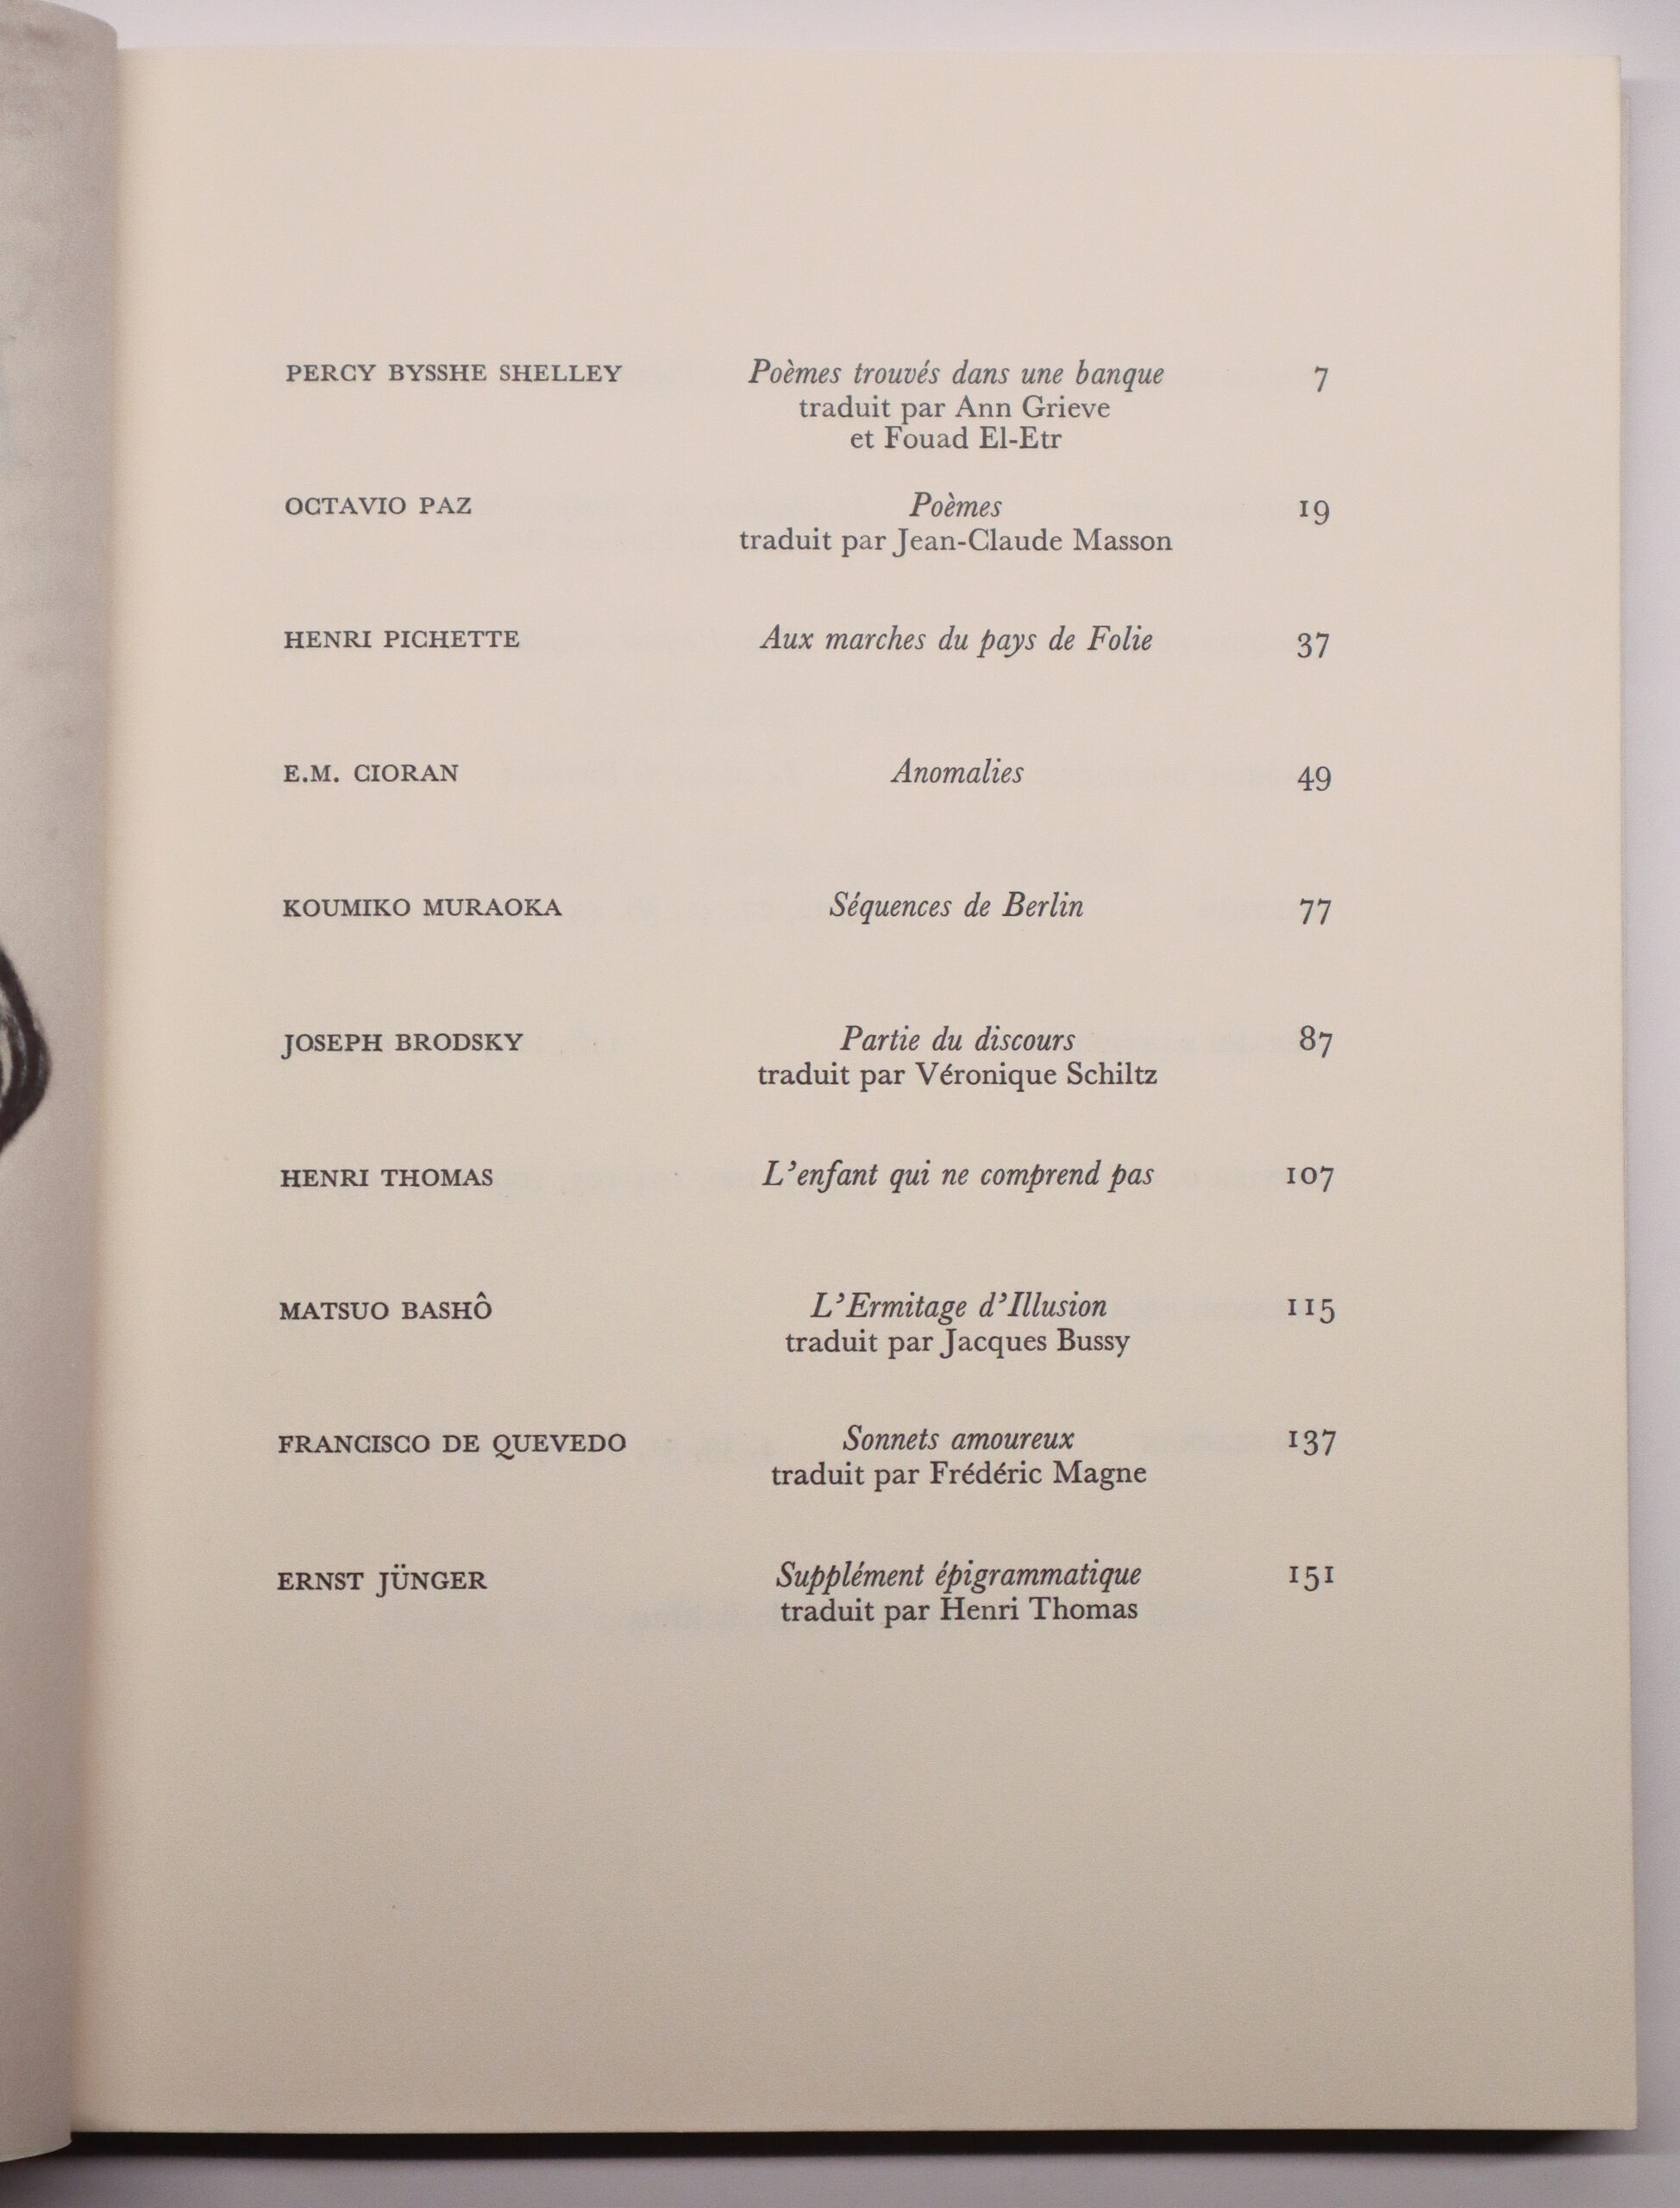 PERCY BYSSHE SHELLEY Poèmes trouvés dans une banque 7
traduit par Ann Grieve
et Fouad El-Etr
OCTAVIO PAZ Poèmes 19
traduit par Jean-Claude Masson
HENRI PICHETTE Aux marches du pays de Folie 37
E.M. CIORAN Anomalies 49
KOUMIKO MURAOKA Séquences de Berlin 77
JOSEPH BRODSKY Partie du discours 87
traduit par Véronique Schiltz
HENRI THOMAS L'enfant qui ne comprend pas 107
MATSUO BASHÔ L'Ermitage d'Illusion 115
traduit par Jacques Bussy
FRANCISCO DE QUEVEDO Sonnets amoureux 137
traduit par Frédéric Magne
ERNST JÜNGER Supplément épigrammatique 151
traduit par Henri Thomas